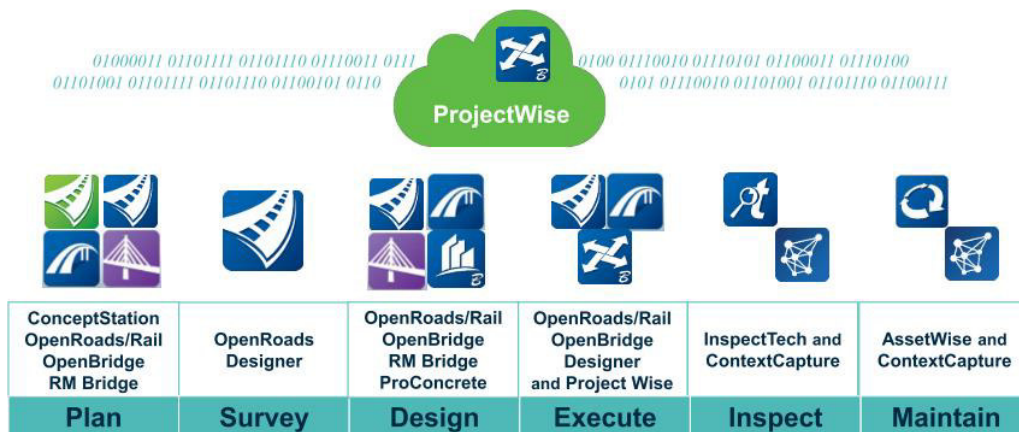 01000011 01101111 01101110 01110011 0111
0100 01110010 01110101 01100011 01110100
01101001 01101111 01101110 01100101 0110
0101 01110010 01101001 01101110 01100111
B
ProjectWise
B
B
ConceptStation
OpenRoads/Rail
OpenBridge
RM Bridge
OpenRoads
Designer
OpenRoads/Rail
OpenBridge
RM Bridge
ProConcrete
OpenRoads/Rail
OpenBridge
Designer
and Project Wise
InspectTech and
ContextCapture
AssetWise and
ContextCapture
Plan
Survey
Design
Execute
Inspect
Maintain